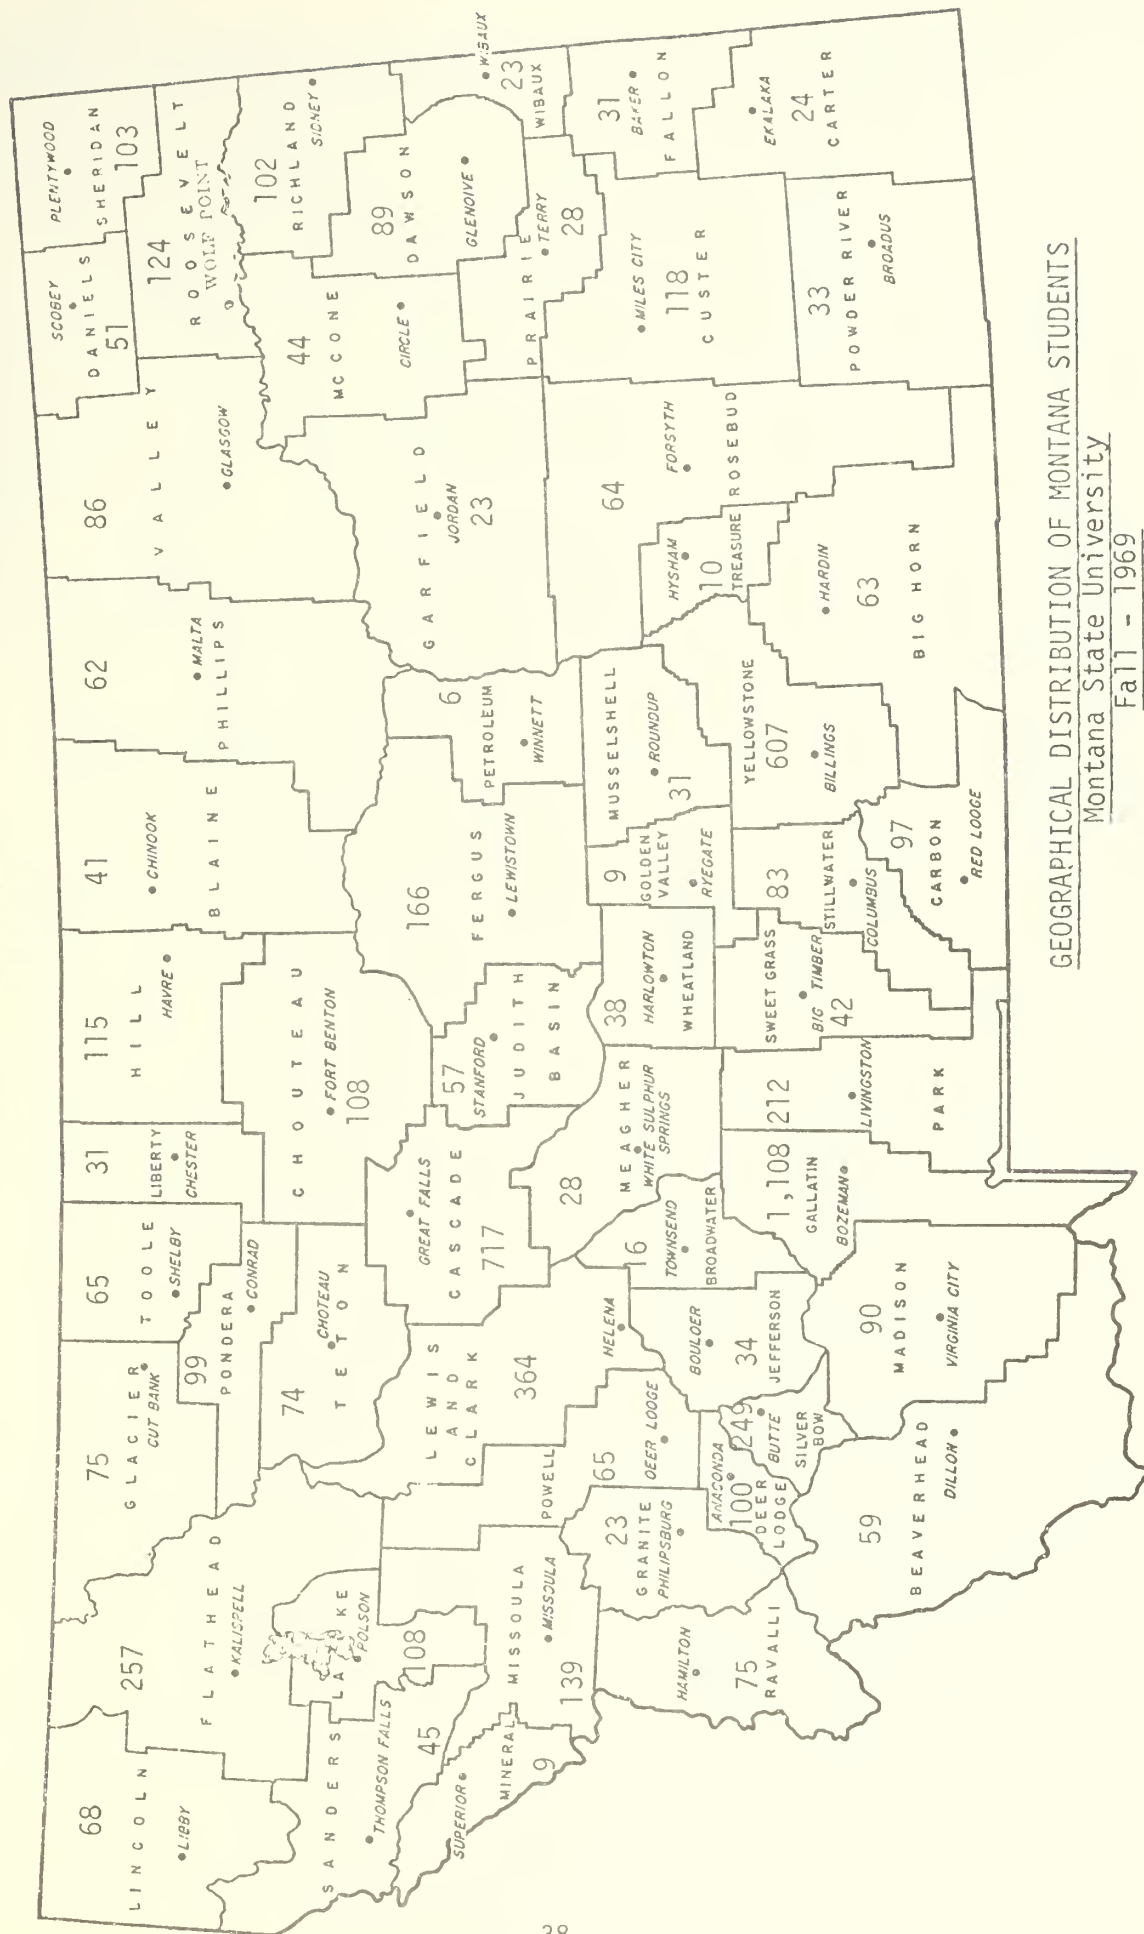 68
LINCOLN
LIBBY
257
FLATHEAD
KALISPELL
75
GLACIER
CUT BANK
65
TOOLE
SHELBY
31
LIBERTY
CHESTER
115
HILL
HAVRE
41
CHINOOK
BLAINE
62
MALTA
PHILLIPS
86
VALLEY
GLASGOW
SCOBEY
DANIELS
51
PLENTYWOOD
SHERIDAN
103
124
ROOSEVELT
WOLF POINT
99
PONDERA
CONRAD
74
CHOTEAU
TETON
CHOUTEAU
FORT BENTON
108
SANDERS
THOMPSON FALLS
45
LAKE
POLSON
108
LEWIS
AND
CLARK
364
HELENA
GREAT FALLS
CASCADE
717
57
STANFORD
JUDITH
BASIN
166
FERGUS
LEWISTOWN
6
PETROLEUM
WINNETT
GARFIELD
JORDAN
23
44
MCCONE
CIRCLE
102
RICHLAND
SIDNEY
89
DAWSON
GLENDIVE
WIBAUX
23
WIBAUX
PRAIRIE
TERRY
28
SUPERIOR
MINERAL
9
MISSOULA
MISSOULA
139
POWELL
65
DEER LODGE
23
GRANITE
PHILIPSBURG
HAMILTON
75
RAVALLI
ANACONDA
100
DEER
LODGE
249
BUTTE
SILVER
BOW
BOULDER
34
JEFFERSON
16
TOWNSEND
BROADWATER
28
MEAGHER
WHITE SULPHUR
SPRINGS
38
HARLOWTON
WHEATLAND
9
GOLDEN
VALLEY
RYEGATE
MUSSELSHELL
ROUNDUP
31
64
FORSYTH
ROSEBUD
HYSHAM
10
TREASURE
MILES CITY
118
CUSTER
31
BAKER
FALLON
EKALAKA
24
CARTER
33
POWDER RIVER
BROADUS
59
BEAVERHEAD
DILLON
90
MADISON
VIRGINIA CITY
1,108
GALLATIN
BOZEMAN
212
LIVINGSTON
PARK
SWEET GRASS
BIG TIMBER
42
83
STILLWATER
COLUMBUS
97
CARBON
RED LODGE
YELLOWSTONE
607
BILLINGS
HARDIN
63
BIG HORN
GEOGRAPHICAL DISTRIBUTION OF MONTANA STUDENTS
Montana State University
Fall - 1969
38